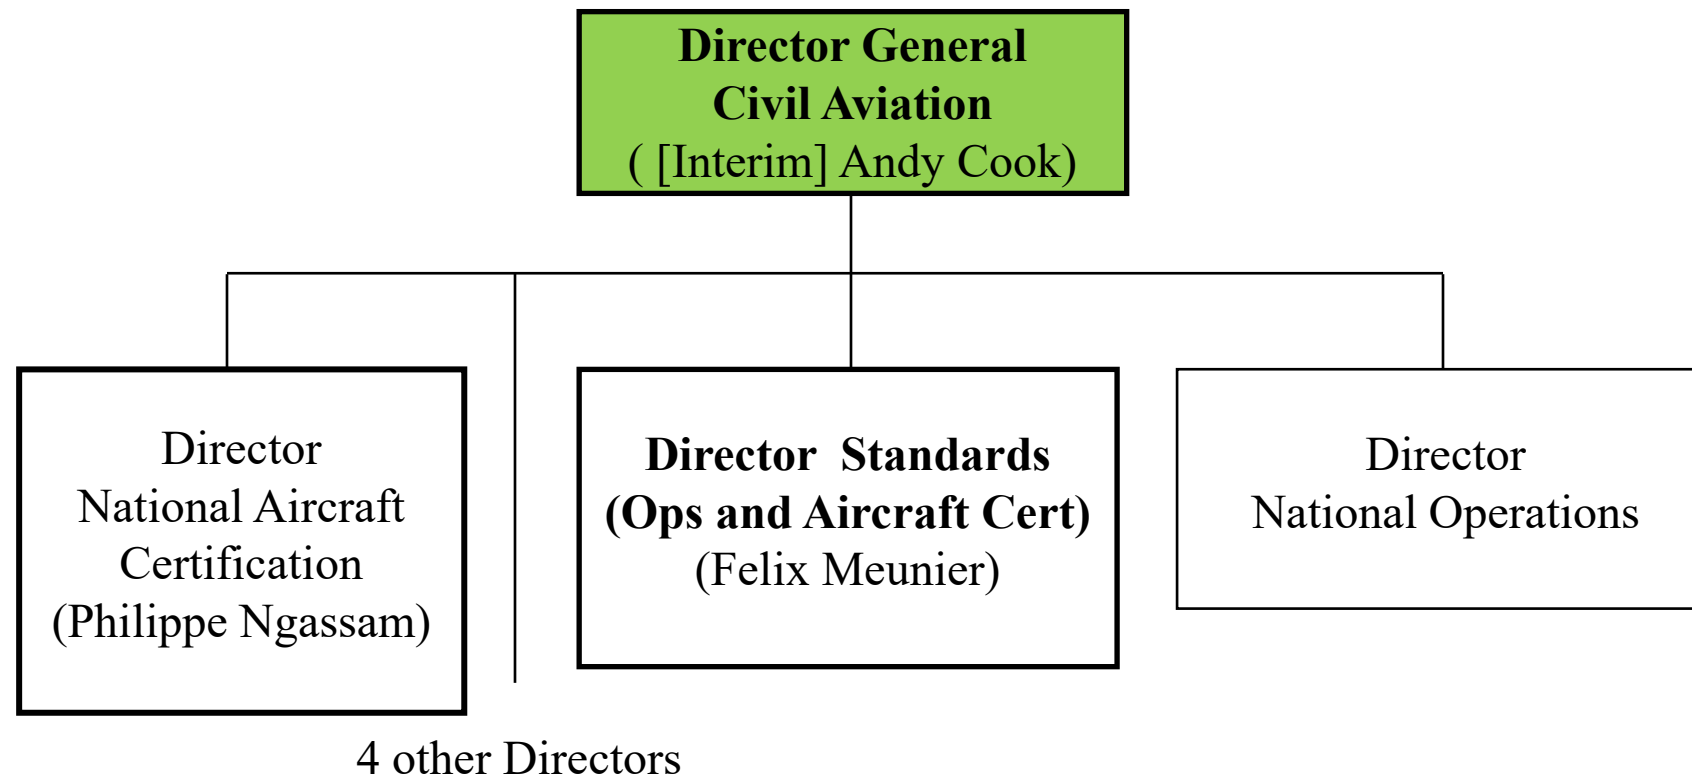 Director General
Civil Aviation
( [Interim] Andy Cook)
Director
National Aircraft
Certification
(Philippe Ngassam)
Director Standards
(Ops and Aircraft Cert)
(Felix Meunier)
Director
National Operations
4 other Directors